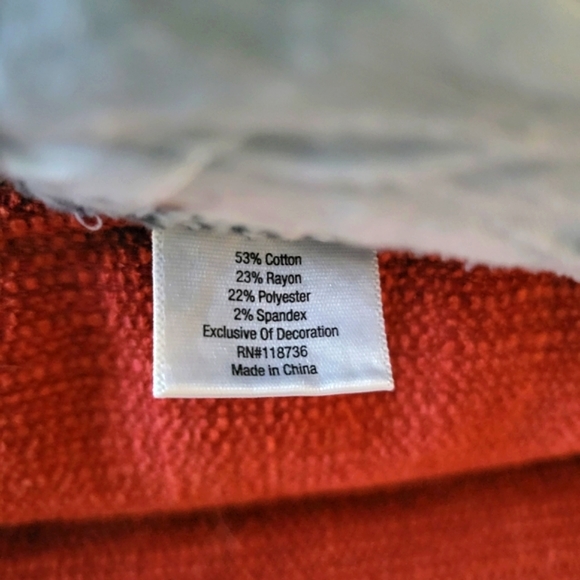 53% Cotton
23% Rayon
22% Polyester
2% Spandex
Exclusive Of Decoration
RN#118736
Made in China